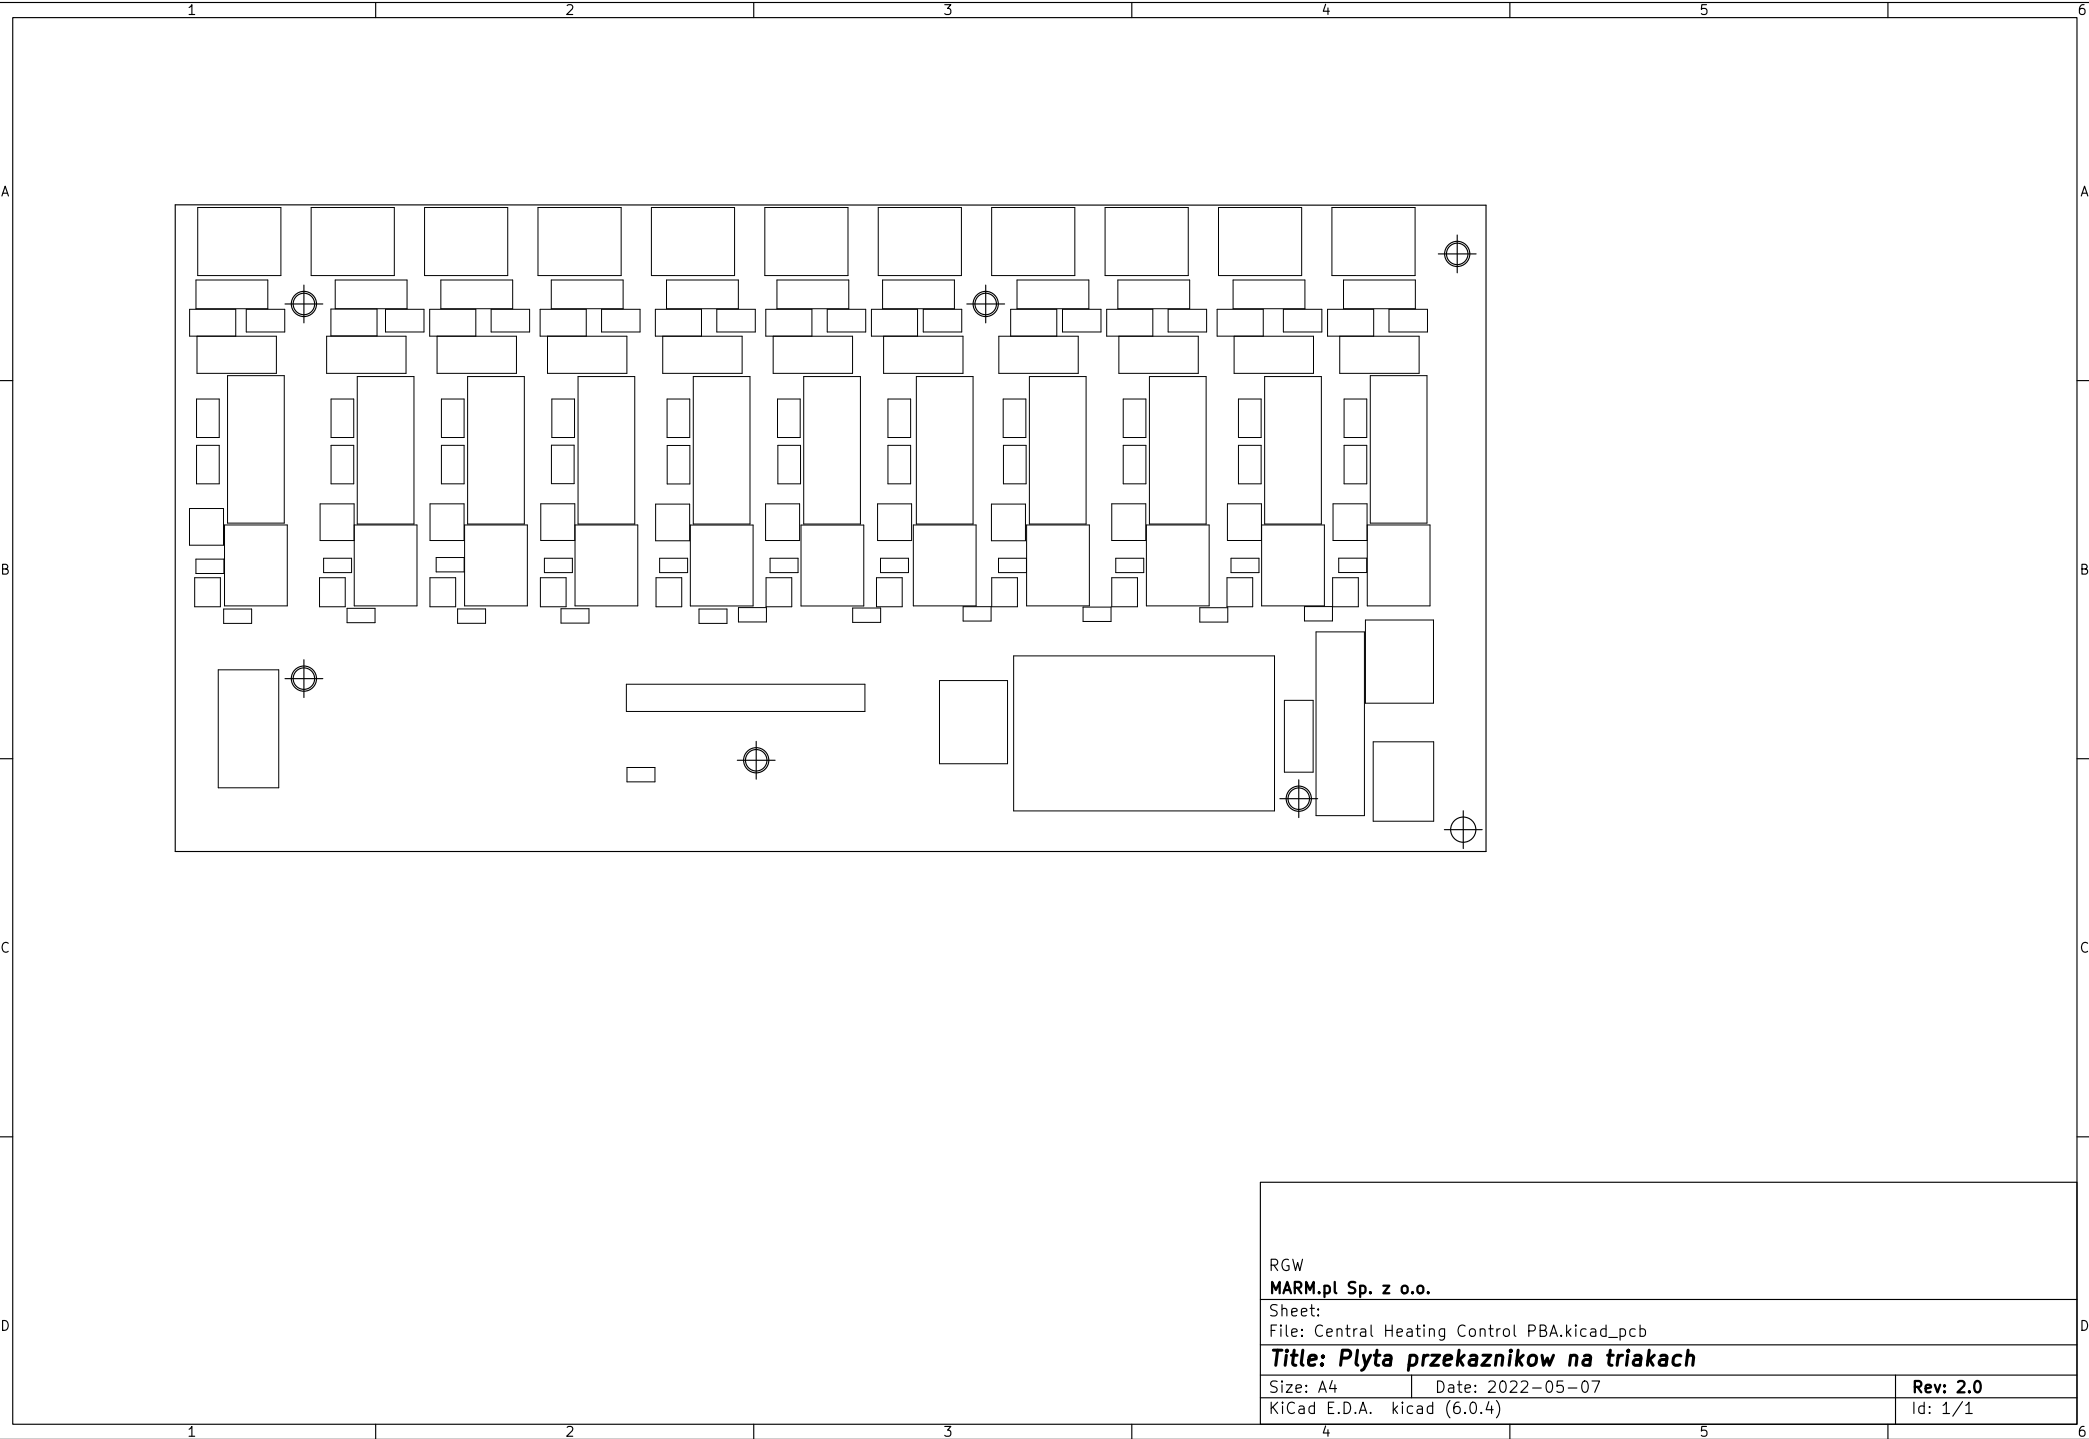 1 2 3 4 5 6
A A
B B
C C
RGW
MARM.pl Sp. z o.o.
Sheet:
File: Central Heating Control PBA.kicad_pcb
D D
Title: Plyta przekaznikow na triakach
Size: A4 Date: 2022-05-07 Rev: 2.0
KiCad E.D.A. kicad (6.0.4) Id: 1/1
1 2 3 4 5 6